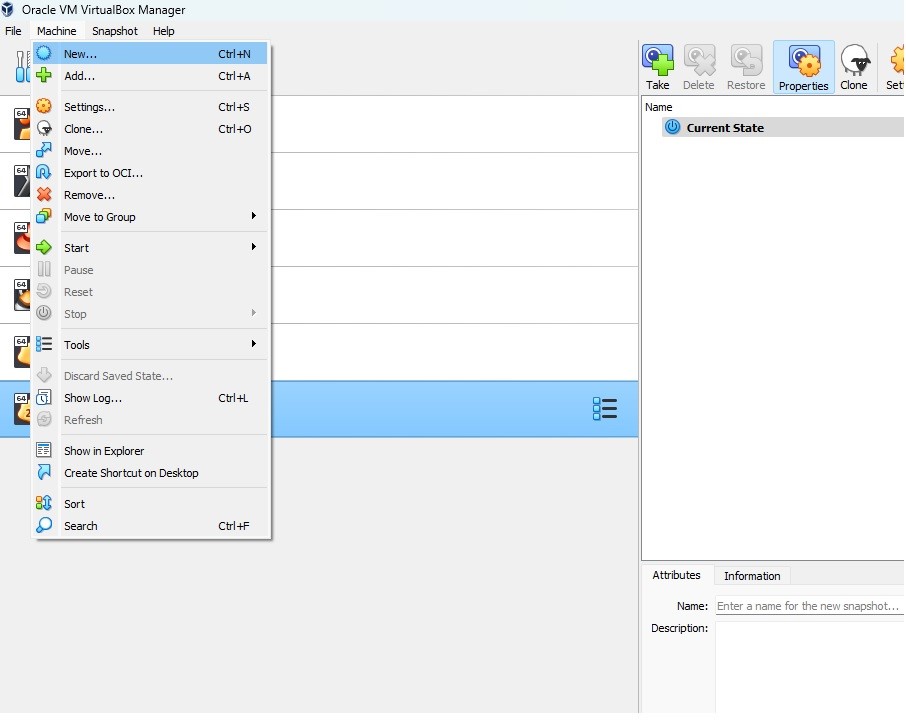 Oracle VM VirtualBox Manager
File Machine Snapshot Help
New... Ctrl+N
Add... Ctrl+A
Settings... Ctrl+S
Clone... Ctrl+O
Move...
Export to OCI...
Remove...
Move to Group
Start
Pause
Reset
Stop
Tools
Discard Saved State...
Show Log... Ctrl+L
Refresh
Show in Explorer
Create Shortcut on Desktop
Sort
Search Ctrl+F
64
64
64
64
64
64
2
Take Delete Restore Properties Clone Sett
Name
Current State
Attributes Information
Name: Enter a name for the new snapshot...
Description: